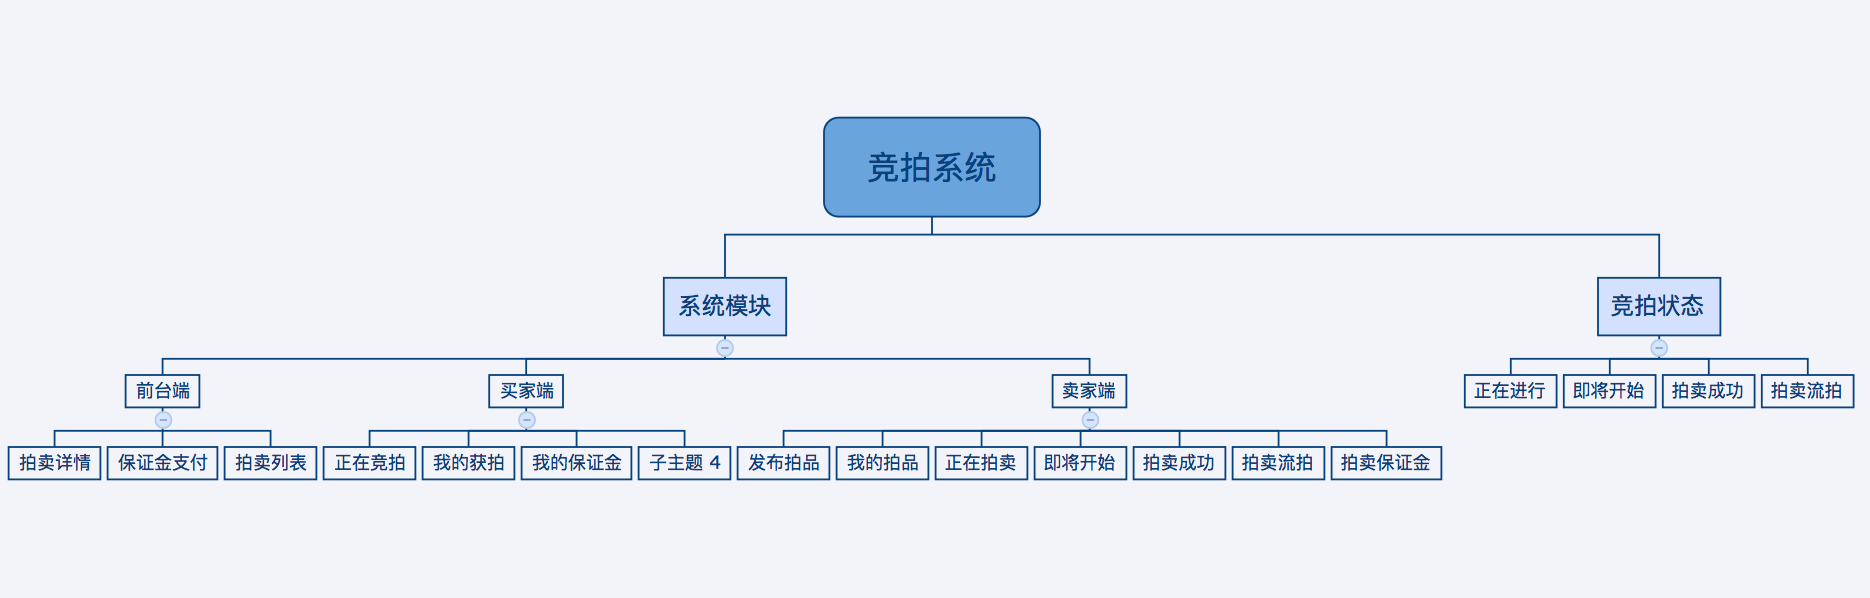 竞拍系统
系统模块
竞拍状态
前台端
买家端
卖家端
正在进行
即将开始
拍卖成功
拍卖流拍
拍卖详情
保证金支付
拍卖列表
正在竞拍
我的获拍
我的保证金
子主题 4
发布拍品
我的拍品
正在拍卖
即将开始
拍卖成功
拍卖流拍
拍卖保证金